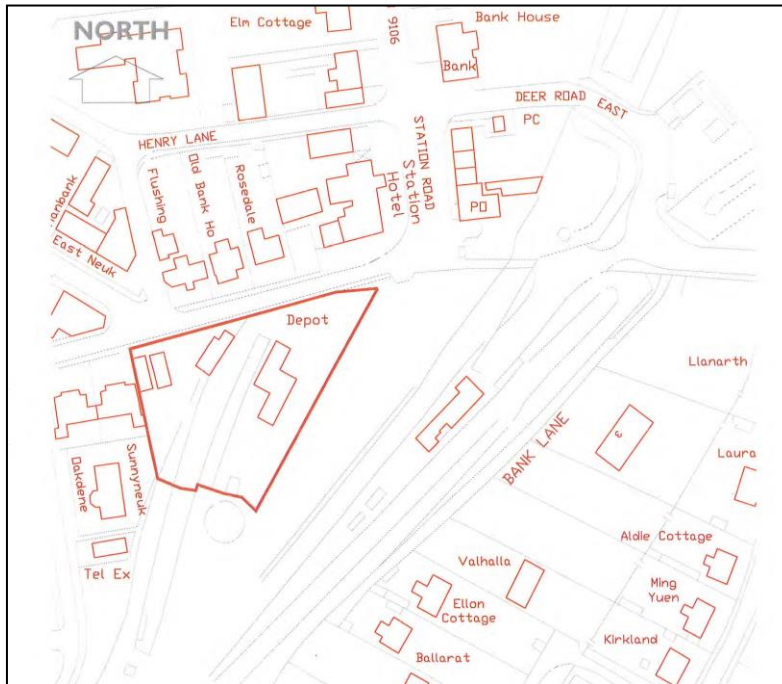 NORTH
Elm Cottage
9106
Bank House
Bank
DEER ROAD EAST
PC
HENRY LANE
STATION ROAD
Station
Hotel
Flushing
Old Bank Ho
Rosedale
PO
East Neuk
Depot
Llanarth
3
BANK LANE
Laura
Sunnyneuk
Oakdene
Aldie Cottage
Tel Ex
Valhalla
Ming
Yuen
Ellon
Cottage
Kirkland
Ballarat